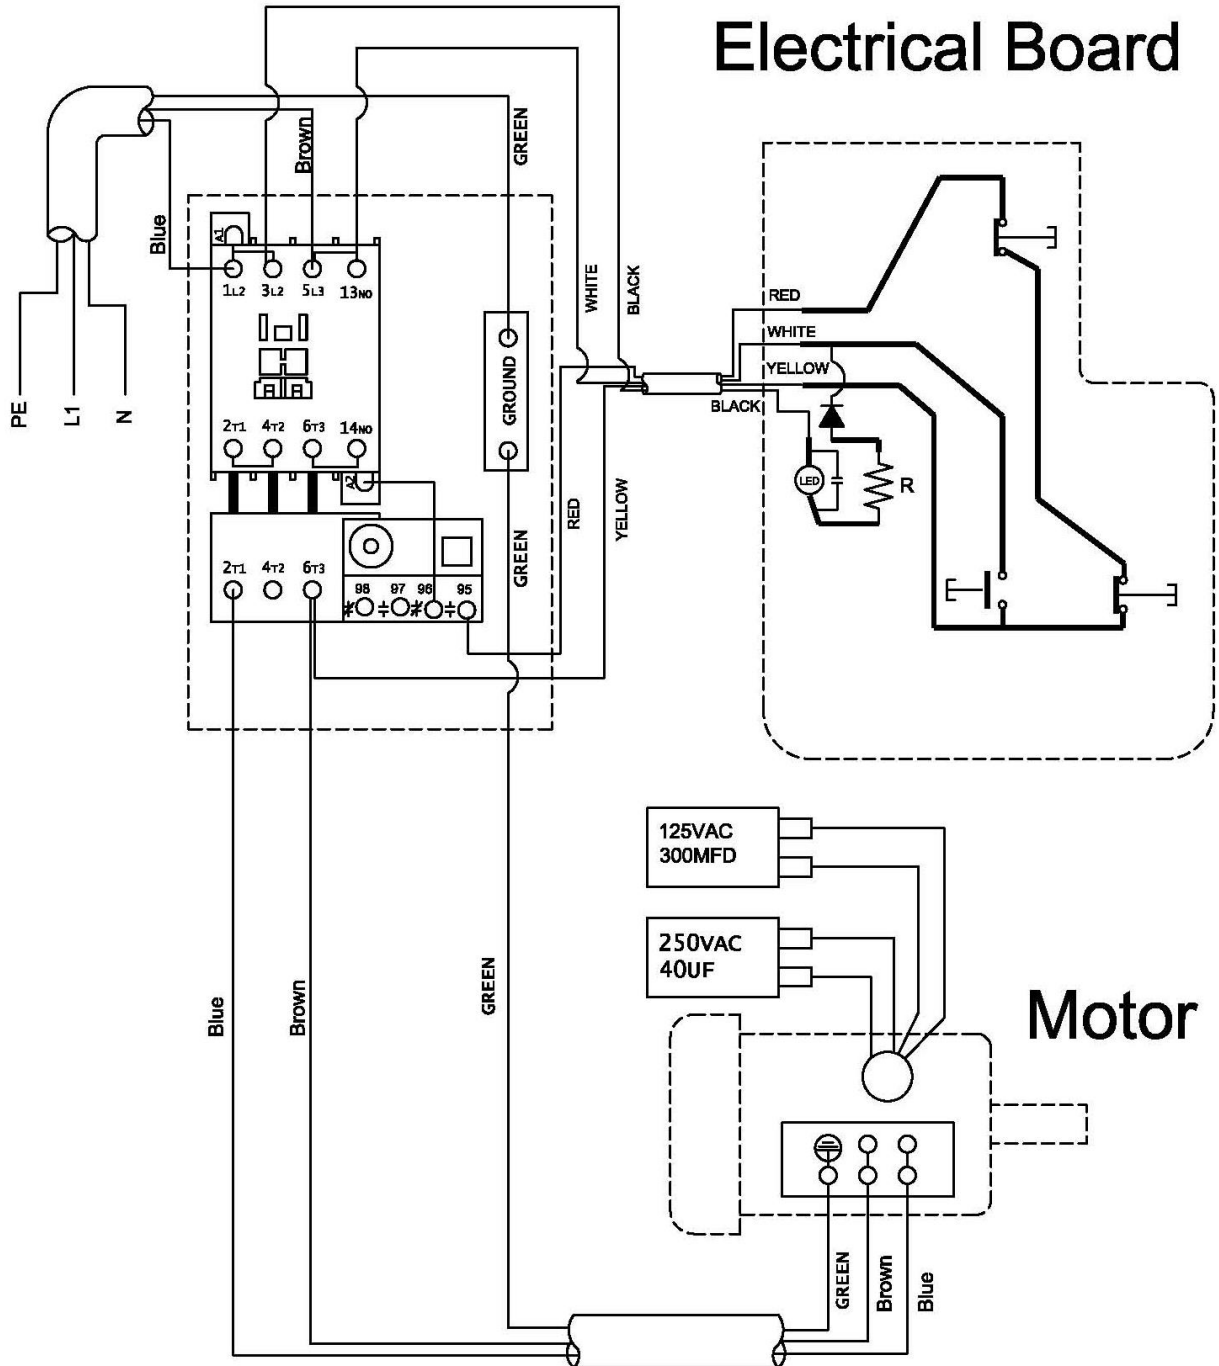 Electrical Board
GREEN
Brown
Blue
A1
1L2 3L2 5L3 13NO
WHITE
BLACK
RED
WHITE
YELLOW
BLACK
GROUND
PE
L1
N
2T1 4T2 6T3 14NO
A2
LED
R
RED
YELLOW
GREEN
2T1 4T2 6T3
98 97 96 95
125VAC
300MFD
250VAC
40UF
Motor
Blue
Brown
GREEN
GREEN
Brown
Blue